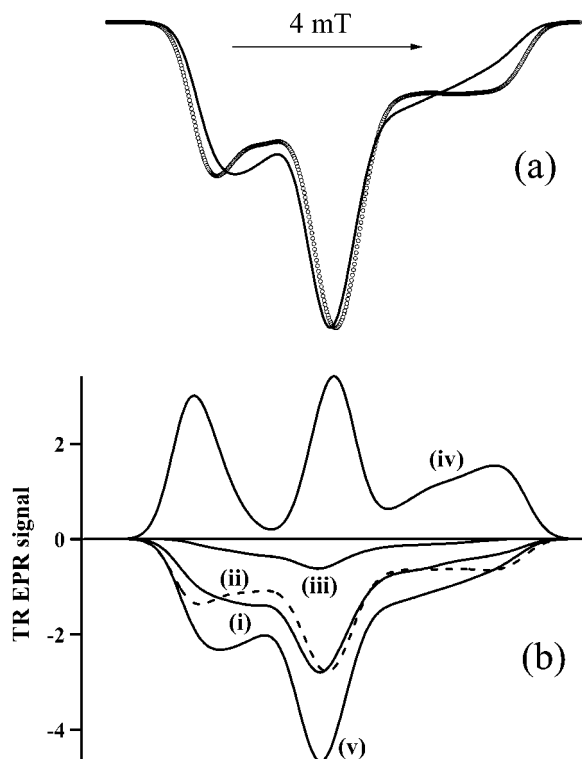 4 mT
(a)
2
(iv)
0
(ii)
(iii)
(i)
-2
(b)
-4
(v)
TR EPR signal